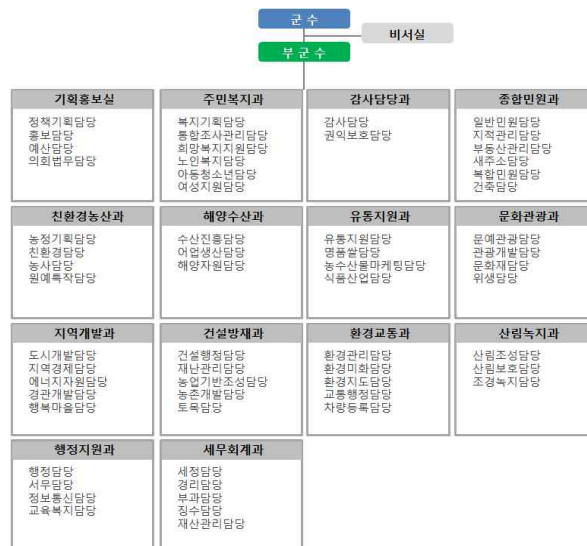 군 수
비서실
부 군 수
기획홍보실
정책기획담당
홍보담당
예산담당
의회법무담당
주민복지과
복지기획담당
통합조사관리담당
희망복지지원담당
노인복지담당
아동청소년담당
여성지원담당
감사담당과
감사담당
권익보호담당
종합민원과
일반민원담당
지적관리담당
부동산관리담당
새주소담당
복합민원담당
건축담당
친환경농산과
농정기획담당
친환경담당
농사담당
원예특작담당
해양수산과
수산진흥담당
어업생산담당
해양자원담당
유통지원과
유통지원담당
명품쌀담당
농수산물마케팅담당
식품산업담당
문화관광과
문예관광담당
관광개발담당
문화재담당
위생담당
지역개발과
도시개발담당
지역경제담당
에너지자원담당
경관개발담당
행복마을담당
건설방재과
건설행정담당
재난관리담당
농업기반조성담당
농촌개발담당
토목담당
환경교통과
환경관리담당
환경미화담당
환경지도담당
교통행정담당
차량등록담당
산림녹지과
산림조성담당
산림보호담당
조경녹지담당
행정지원과
행정담당
서무담당
정보통신담당
교육복지담당
세무회계과
세정담당
경리담당
부과담당
징수담당
재산관리담당